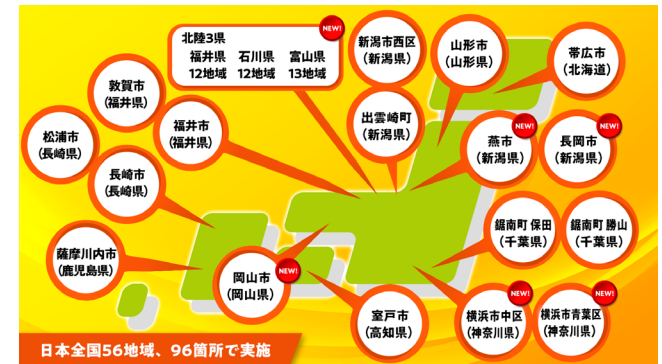 北陸3県
NEW!
福井県 石川県 富山県
12地域 12地域 13地域
新潟市西区
(新潟県)
山形市
(山形県)
帯広市
(北海道)
敦賀市
(福井県)
福井市
(福井県)
出雲崎町
(新潟県)
松浦市
(長崎県)
燕市
(新潟県)
NEW!
長岡市
(新潟県)
NEW!
長崎市
(長崎県)
鋸南町 保田
(千葉県)
鋸南町 勝山
(千葉県)
薩摩川内市
(鹿児島県)
岡山市
(岡山県)
NEW!
室戸市
(高知県)
横浜市中区
(神奈川県)
NEW!
横浜市青葉区
(神奈川県)
NEW!
日本全国56地域、96箇所で実施